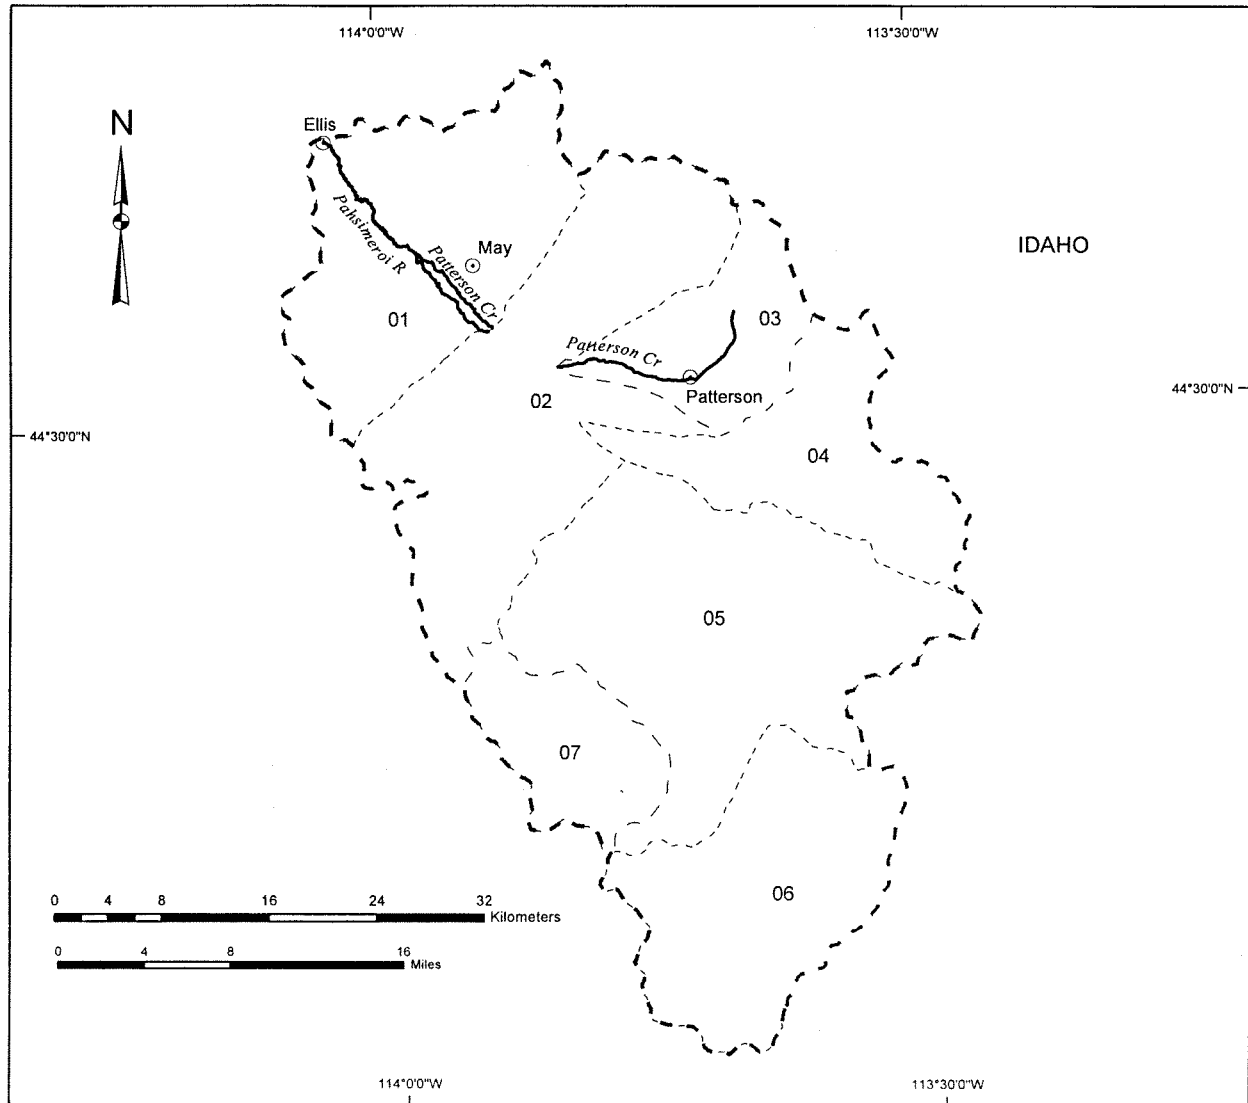 114°0'0"W
113°30'0"W
N
Ellis
IDAHO
Pahsimeroi R
Patterson Cr
May
01
03
Patterson Cr
Patterson
44°30'0"N
02
44°30'0"N
04
05
07
06
0 4 8 16 24 32
Kilometers
0 4 8 16
Miles
114°0'0"W
113°30'0"W